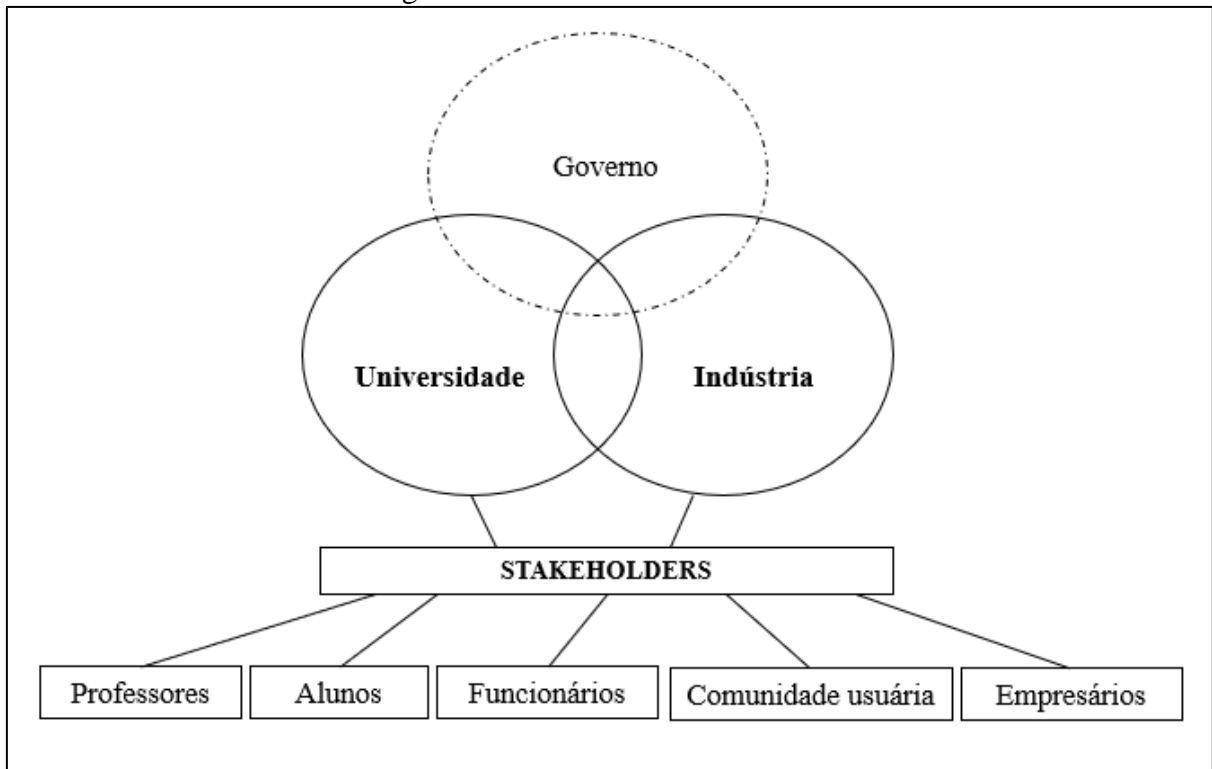 Governo
Universidade
Indústria
STAKEHOLDERS
Professores
Alunos
Funcionários
Comunidade usuária
Empresários